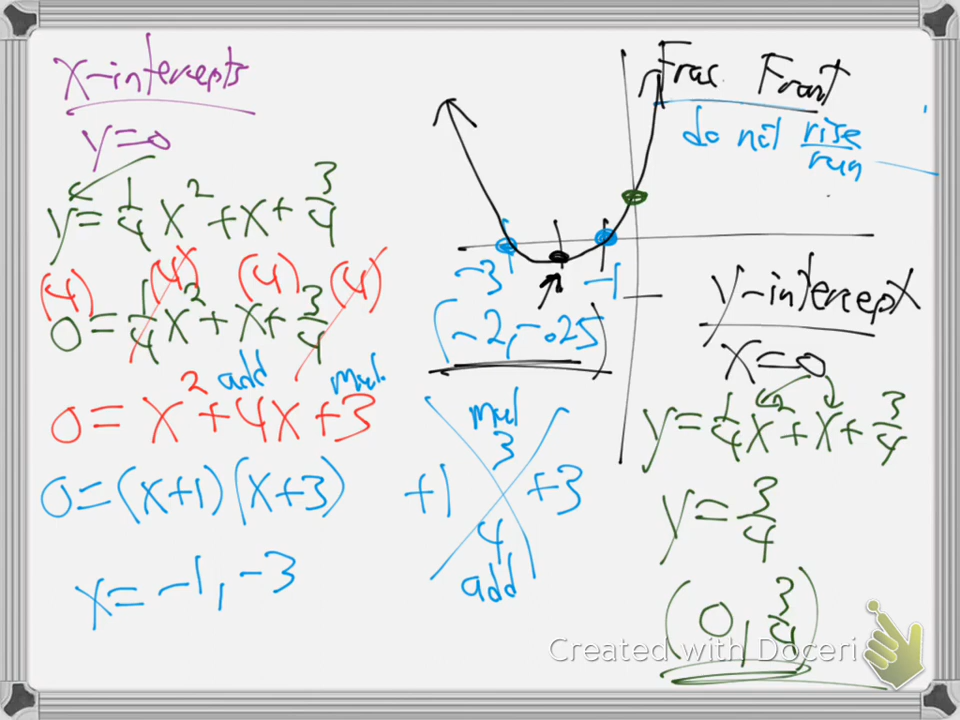 x-intercepts
y=0
y = 1/4 x² + x + 3/4
(4) (4) (4) (4)
0 = 1/4 x² + x + 3/4
add mul.
0 = x² + 4x + 3
0 = (x+1)(x+3)
x = -1, -3
Frac Front
do not rise/run
-3 -1
(-2, -.25)
mul
3
+1 +3
4
add
y-intercept
x=0
y = 1/4 x² + x + 3/4
y = 3/4
(0, 3/4)
Created with Doceri